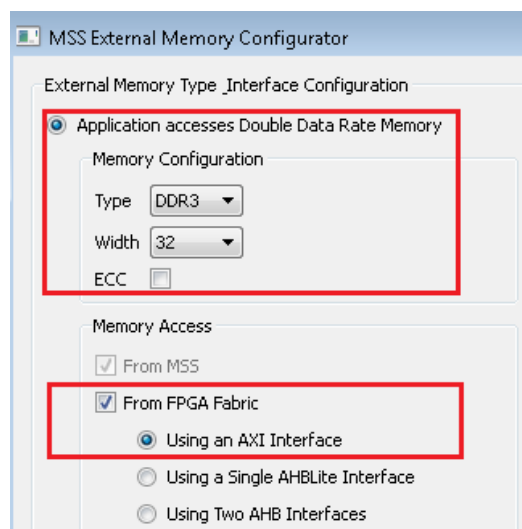 MSS External Memory Configurator
External Memory Type _Interface Configuration
Application accesses Double Data Rate Memory
Memory Configuration
Type DDR3
Width 32
ECC
Memory Access
From MSS
From FPGA Fabric
Using an AXI Interface
Using a Single AHBLite Interface
Using Two AHB Interfaces